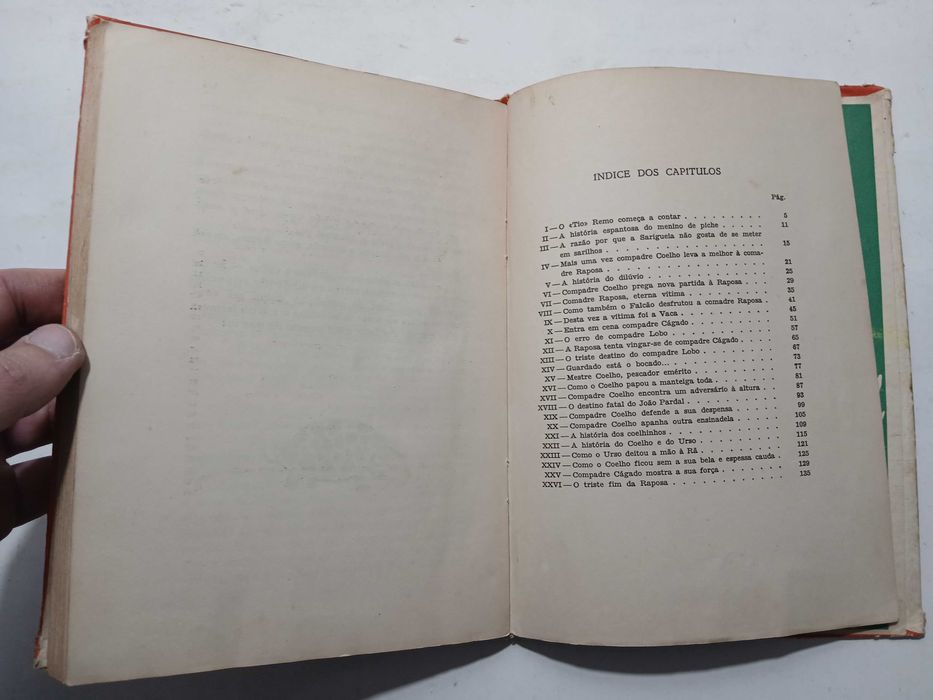 INDICE DOS CAPITULOS
Pág.
I — O «Tio» Remo começa a contar . . . . . . . . . 5
II — A história espantosa do menino de piche . . . . . . 11
III — A razão por que a Sarigueia não gosta de se meter
em sarilhos . . . . . . . . . . . . . . . . 15
IV — Mais uma vez compadre Coelho leva a melhor à coma-
dre Raposa . . . . . . . . . . . . . . . . 21
V — A história do dilúvio . . . . . . . . . . . . 25
VI — Compadre Coelho prega nova partida à Raposa . . . . 29
VII — Comadre Raposa, eterna vítima . . . . . . . . . 35
VIII — Como também o Falcão desfrutou a comadre Raposa . 41
IX — Desta vez a vítima foi a Vaca . . . . . . . . . 45
X — Entra em cena compadre Cágado . . . . . . . . . 51
XI — O erro de compadre Lobo . . . . . . . . . . . 57
XII — A Raposa tenta vingar-se de compadre Cágado . . . . 65
XIII — O triste destino do compadre Lobo . . . . . . . . 67
XIV — Guardado está o bocado... . . . . . . . . . . . 73
XV — Mestre Coelho, pescador emérito . . . . . . . . . 77
XVI — Como o Coelho papou a manteiga toda . . . . . . . 81
XVII — Compadre Coelho encontra um adversário à altura . . . 87
XVIII — O destino fatal do João Pardal . . . . . . . . . . 93
XIX — Compadre Coelho defende a sua despensa . . . . . . 99
XX — Compadre Coelho apanha outra ensinadela . . . . . . 105
XXI — A história dos coelhinhos . . . . . . . . . . . . 109
XXII — A história do Coelho e do Urso . . . . . . . . . 115
XXIII — Como o Urso deitou a mão à Rã . . . . . . . . . 121
XXIV — Como o Coelho ficou sem a sua bela e espessa cauda . . 125
XXV — Compadre Cágado mostra a sua força . . . . . . . . 129
XXVI — O triste fim da Raposa . . . . . . . . . . . . 135